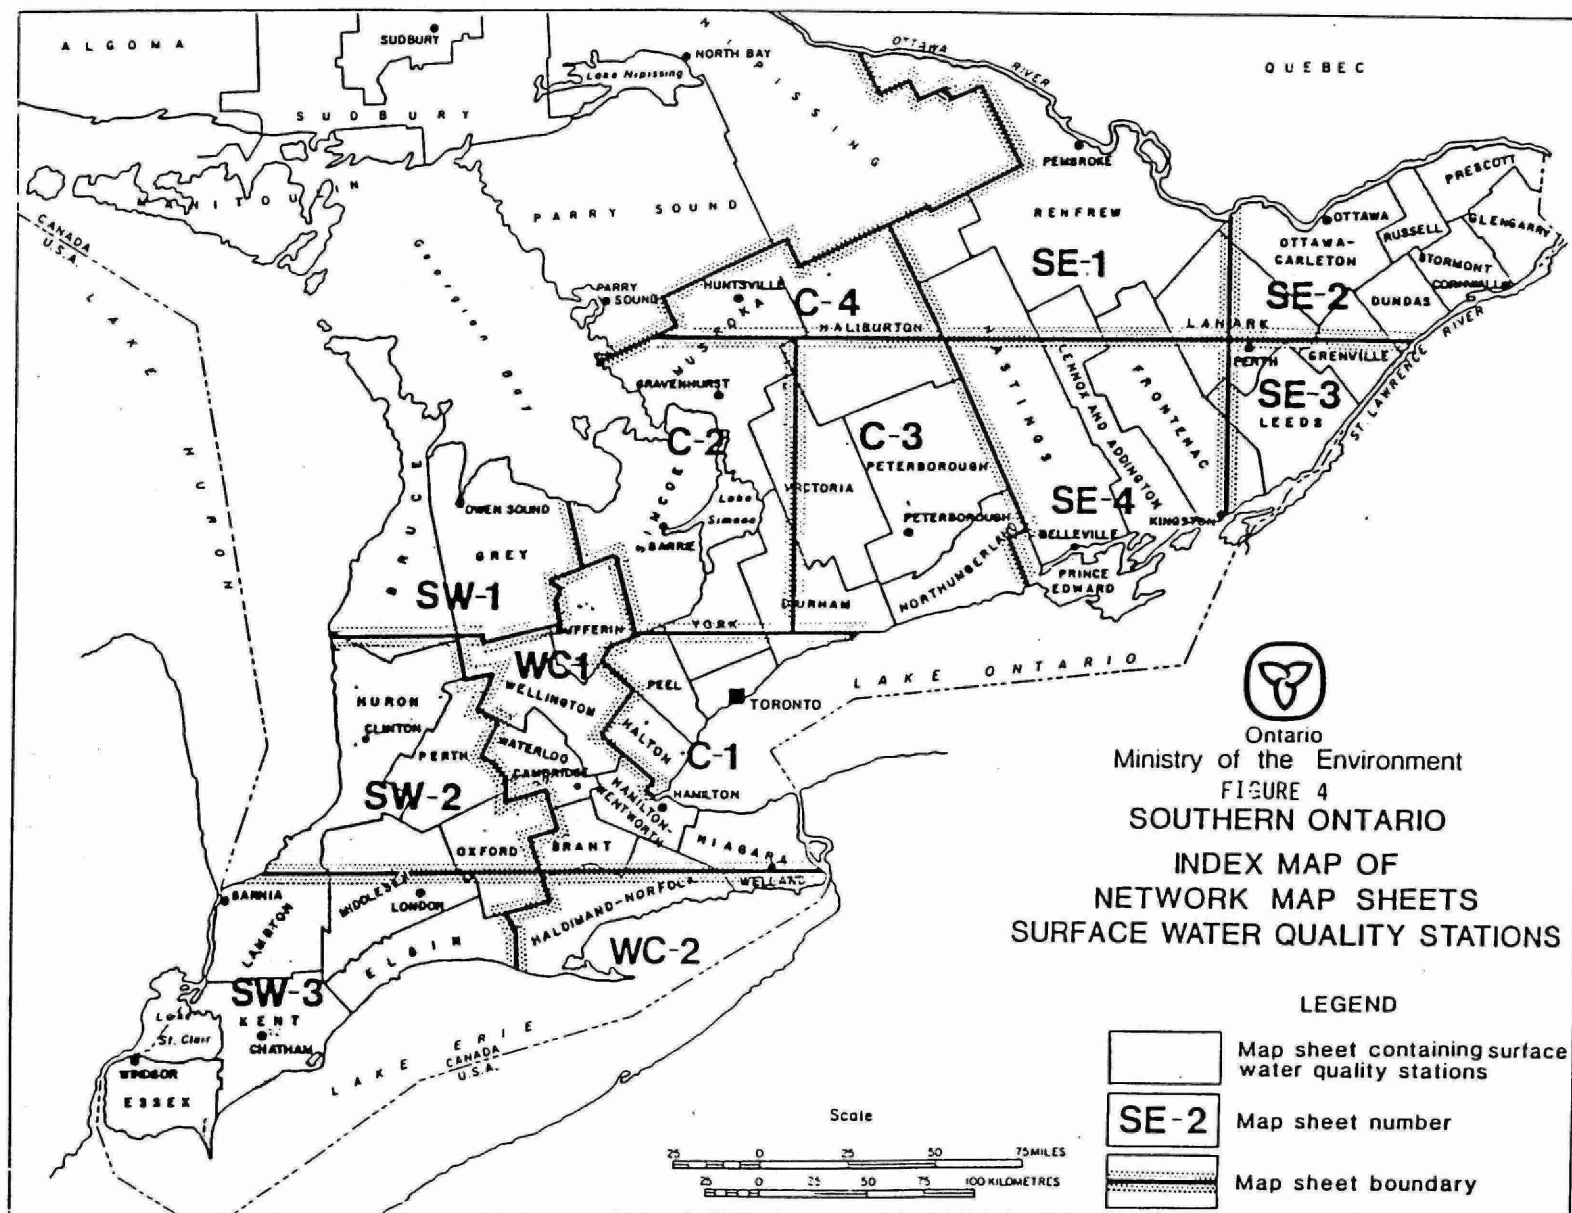 ALGOMA
SUDBURY
NORTH BAY
Lake Nipissing
NIPISSING
OTTAWA RIVER
QUEBEC
SUDBURY
PEMBROKE
PRESCOTT
MANITOULIN
CANADA
U.S.A.
PARRY SOUND
Georgian Bay
RENFREW
SE-1
OTTAWA
OTTAWA-
CARLETON
RUSSELL
GLENGARRY
STORMONT
CORNWALL
DUNDAS
SE-2
PARRY
SOUND
HUNTSVILLE
MUSKOKA
C-4
HALIBURTON
LANARK
PERTH
GRENVILLE
SE-3
LEEDS
ST LAWRENCE RIVER
LAKE HURON
GRAVENHURST
C-2
C-3
HASTINGS
LENNOX AND ADDINGTON
FRONTENAC
BRUCE
OWEN SOUND
GREY
SIMCOE
Lake
Simcoe
BARRIE
VICTORIA
PETERBOROUGH
PETERBOROUGH
SE-4
KINGSTON
BELLEVILLE
PRINCE
EDWARD
NORTHUMBERLAND
DURHAM
SW-1
DUFFERIN
YORK
WC1
WELLINGTON
PEEL
TORONTO
LAKE ONTARIO
HURON
CLINTON
PERTH
WATERLOO
CAMBRIDGE
HALTON
C-1
SW-2
HAMILTON
HAMILTON-
WENTWORTH
OXFORD
BRANT
NIAGARA
WELLAND
SARNIA
LAMBTON
MIDDLESEX
LONDON
ELGIN
HALDIMAND-NORFOLK
WC-2
SW-3
KENT
CHATHAM
Lake
St. Clair
WINDSOR
ESSEX
LAKE ERIE
CANADA
U.S.A.
Ontario
Ministry of the Environment
FIGURE 4
SOUTHERN ONTARIO
INDEX MAP OF
NETWORK MAP SHEETS
SURFACE WATER QUALITY STATIONS
LEGEND
Map sheet containing surface
water quality stations
SE-2 Map sheet number
Map sheet boundary
Scale
25 0 25 50 75 MILES
25 0 25 50 75 100 KILOMETRES